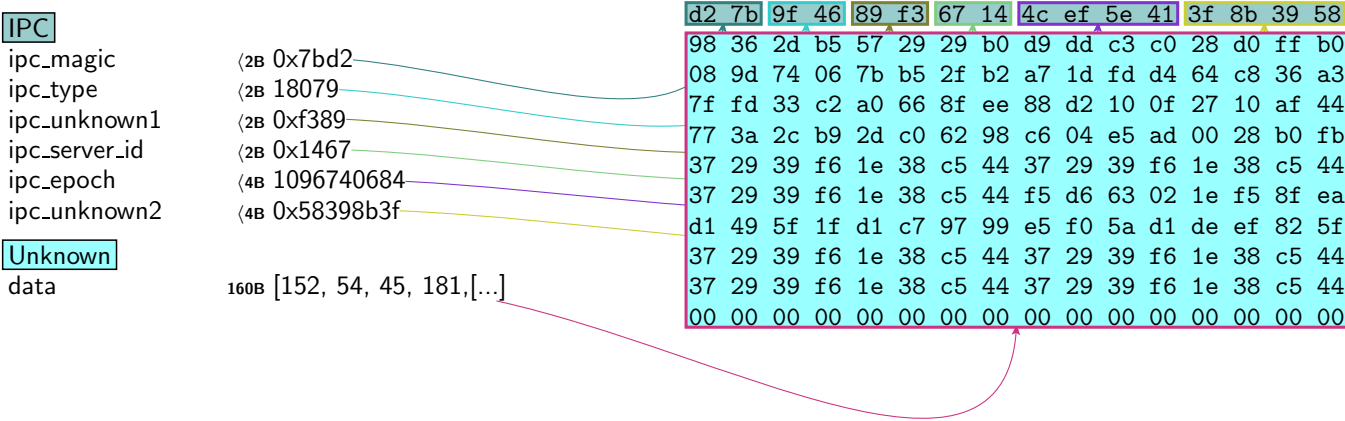 IPC
ipc_magic ⟨2B 0x7bd2
ipc_type ⟨2B 18079
ipc_unknown1 ⟨2B 0xf389
ipc_server_id ⟨2B 0x1467
ipc_epoch ⟨4B 1096740684
ipc_unknown2 ⟨4B 0x58398b3f
Unknown
data 160B [152, 54, 45, 181,[...]
d2 7b 9f 46 89 f3 67 14 4c ef 5e 41 3f 8b 39 58
98 36 2d b5 57 29 29 b0 d9 dd c3 c0 28 d0 ff b0
08 9d 74 06 7b b5 2f b2 a7 1d fd d4 64 c8 36 a3
7f fd 33 c2 a0 66 8f ee 88 d2 10 0f 27 10 af 44
77 3a 2c b9 2d c0 62 98 c6 04 e5 ad 00 28 b0 fb
37 29 39 f6 1e 38 c5 44 37 29 39 f6 1e 38 c5 44
37 29 39 f6 1e 38 c5 44 f5 d6 63 02 1e f5 8f ea
d1 49 5f 1f d1 c7 97 99 e5 f0 5a d1 de ef 82 5f
37 29 39 f6 1e 38 c5 44 37 29 39 f6 1e 38 c5 44
37 29 39 f6 1e 38 c5 44 37 29 39 f6 1e 38 c5 44
00 00 00 00 00 00 00 00 00 00 00 00 00 00 00 00